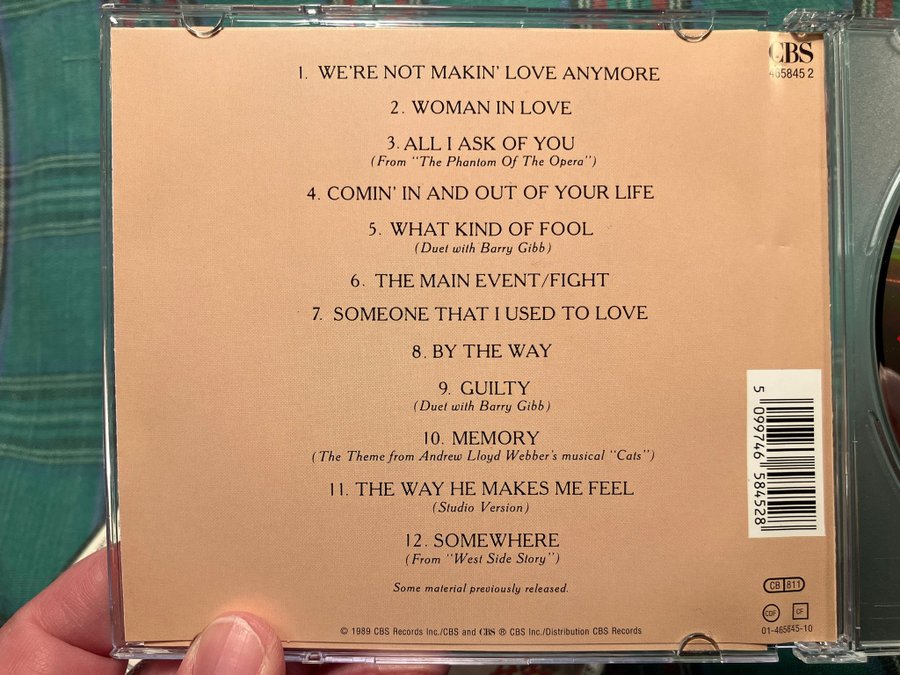 CBS
465845 2
1. WE'RE NOT MAKIN' LOVE ANYMORE
2. WOMAN IN LOVE
3. ALL I ASK OF YOU
(From "The Phantom Of The Opera")
4. COMIN' IN AND OUT OF YOUR LIFE
5. WHAT KIND OF FOOL
(Duet with Barry Gibb)
6. THE MAIN EVENT/FIGHT
7. SOMEONE THAT I USED TO LOVE
8. BY THE WAY
9. GUILTY
(Duet with Barry Gibb)
10. MEMORY
(The Theme from Andrew Lloyd Webber's musical "Cats")
11. THE WAY HE MAKES ME FEEL
(Studio Version)
12. SOMEWHERE
(From "West Side Story")
Some material previously released.
© 1989 CBS Records Inc./CBS and CBS ® CBS Inc./Distribution CBS Records
5 099746 584528
CB 811
CDF CF
01-465845-10